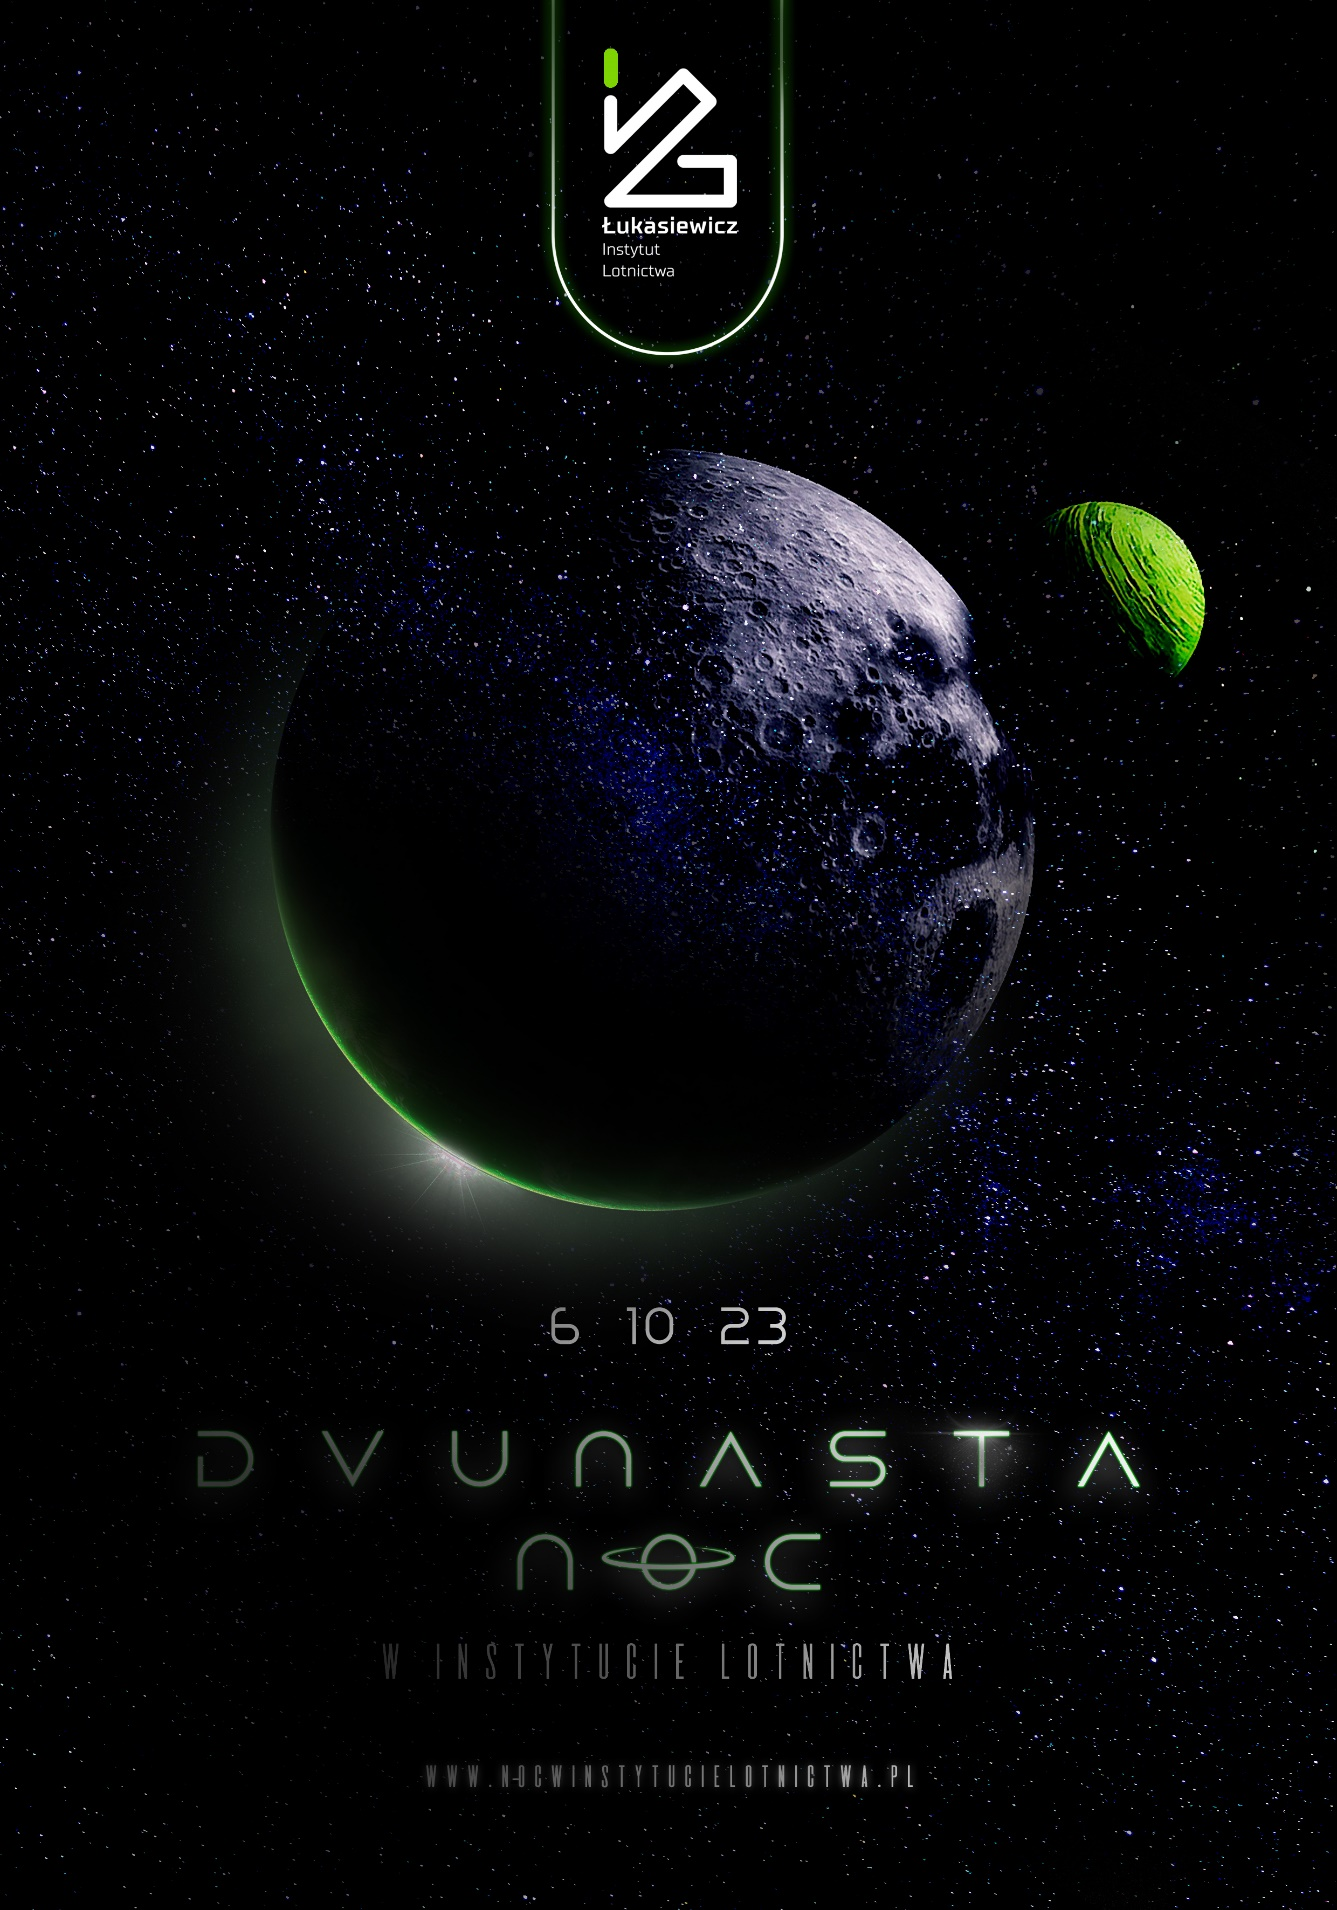 Łukasiewicz
Instytut
Lotnictwa
6 10 23
DVUNASTA
NOC
W INSTYTUCIE LOTNICTWA
WWW.NOCWINSTYTUCIELOTNICTWA.PL